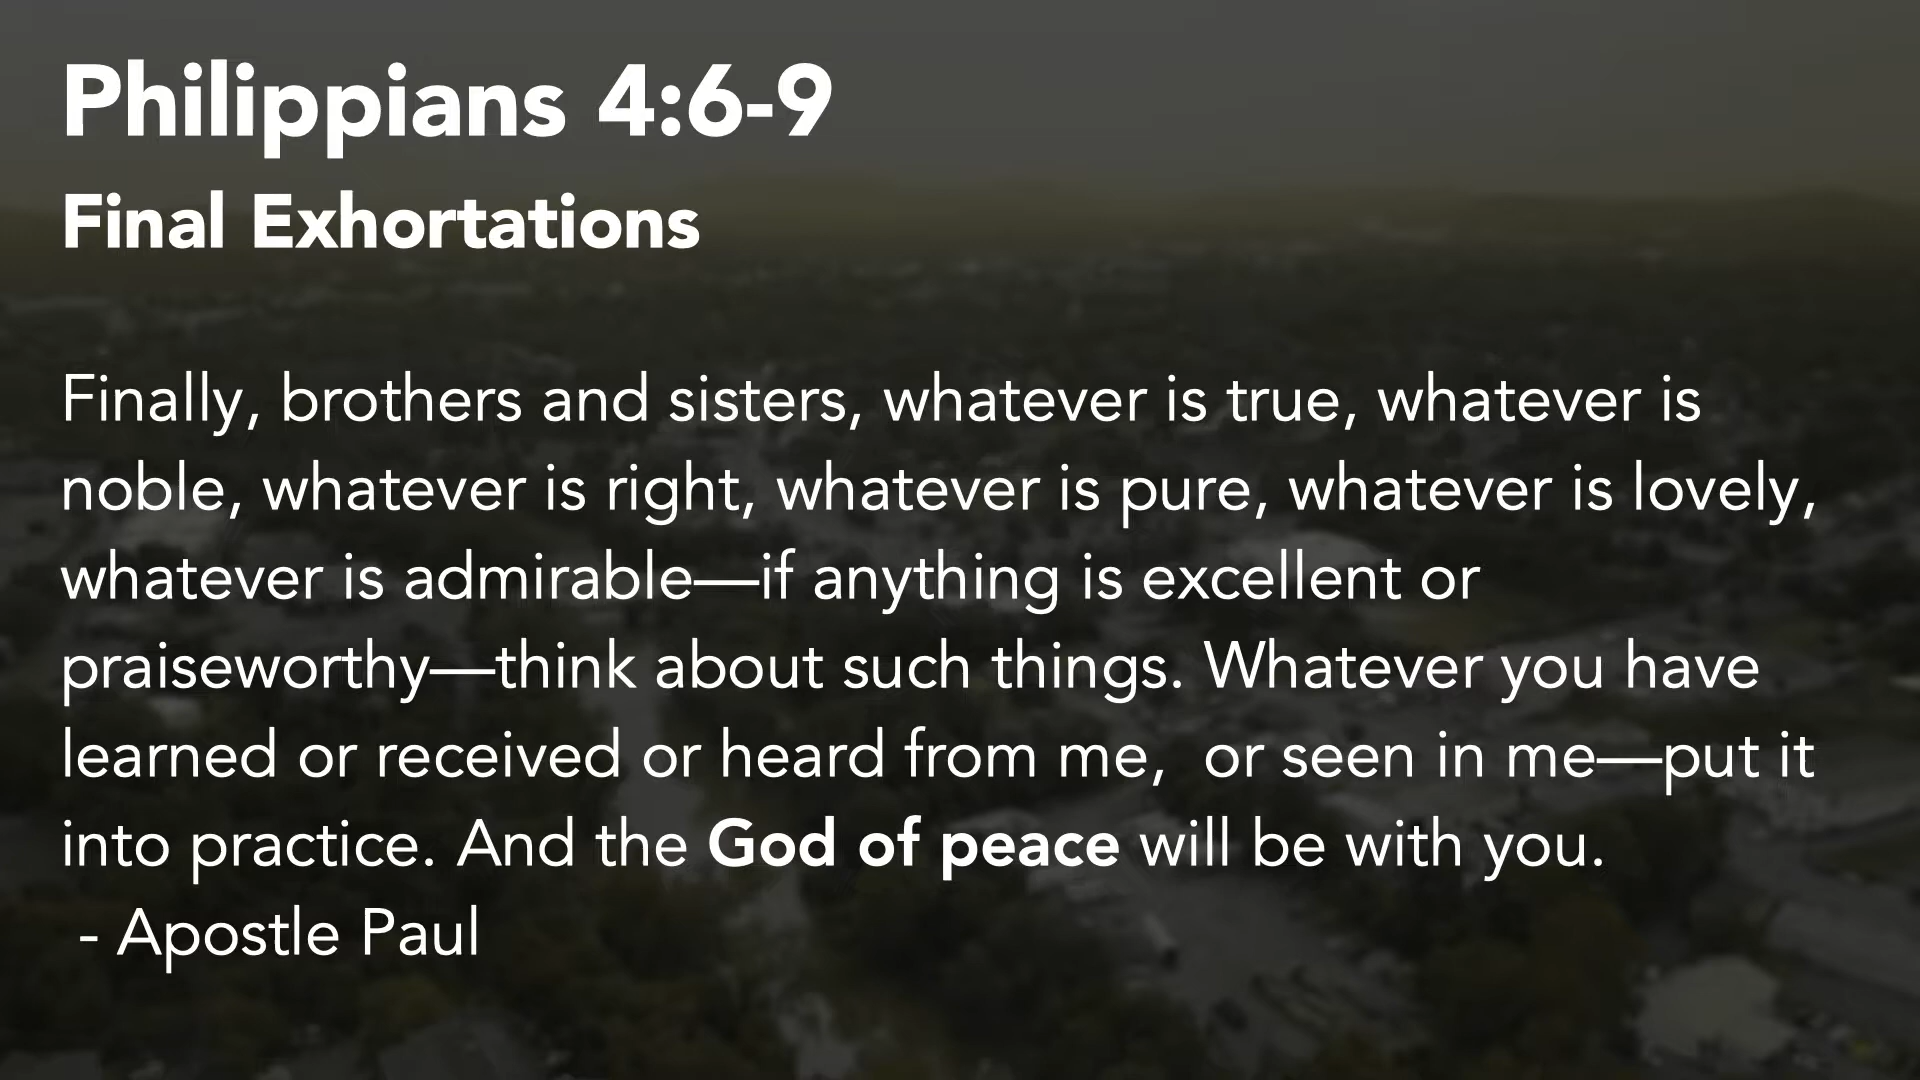 Philippians 4:6-9
Final Exhortations
Finally, brothers and sisters, whatever is true, whatever is
noble, whatever is right, whatever is pure, whatever is lovely,
whatever is admirable—if anything is excellent or
praiseworthy—think about such things. Whatever you have
learned or received or heard from me,  or seen in me—put it
into practice. And the God of peace will be with you.
- Apostle Paul